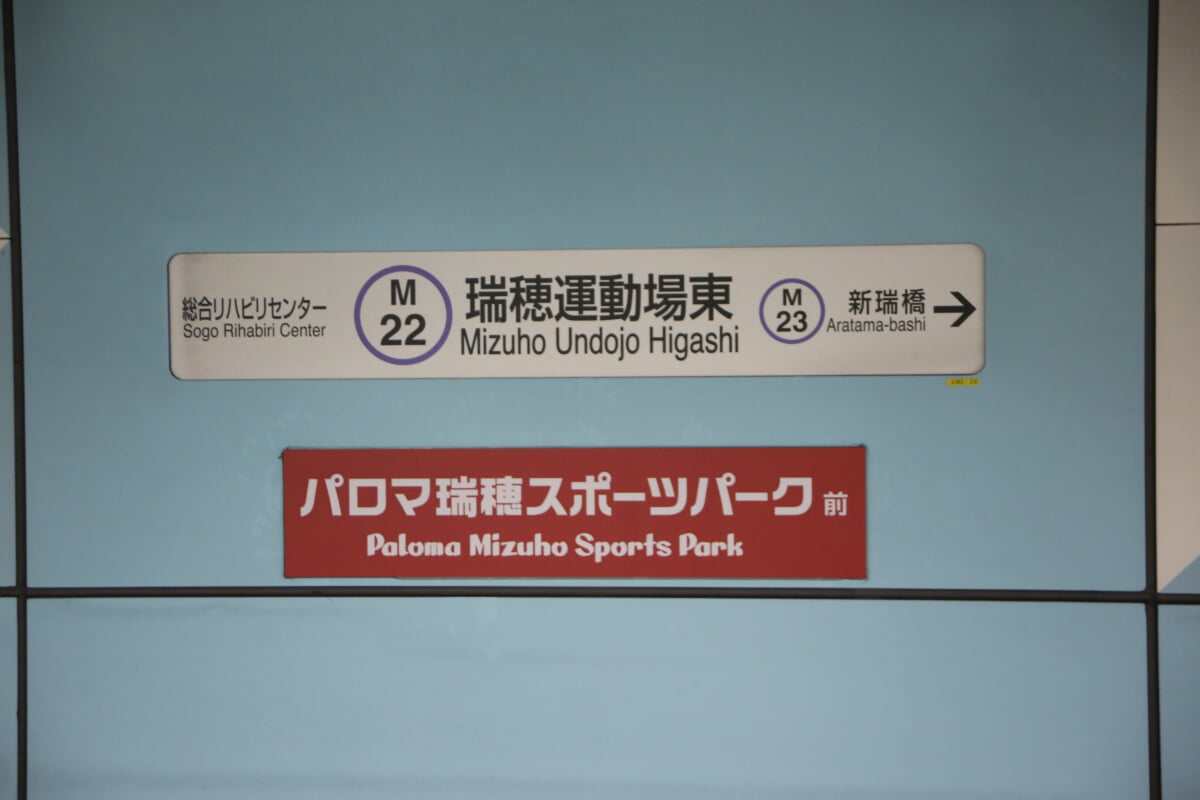 総合リハビリセンター
Sogo Rihabiri Center
M
22
瑞穂運動場東
Mizuho Undojo Higashi
M
23
新瑞橋
Aratama-bashi
→
パロマ瑞穂スポーツパーク前
Paloma Mizuho Sports Park